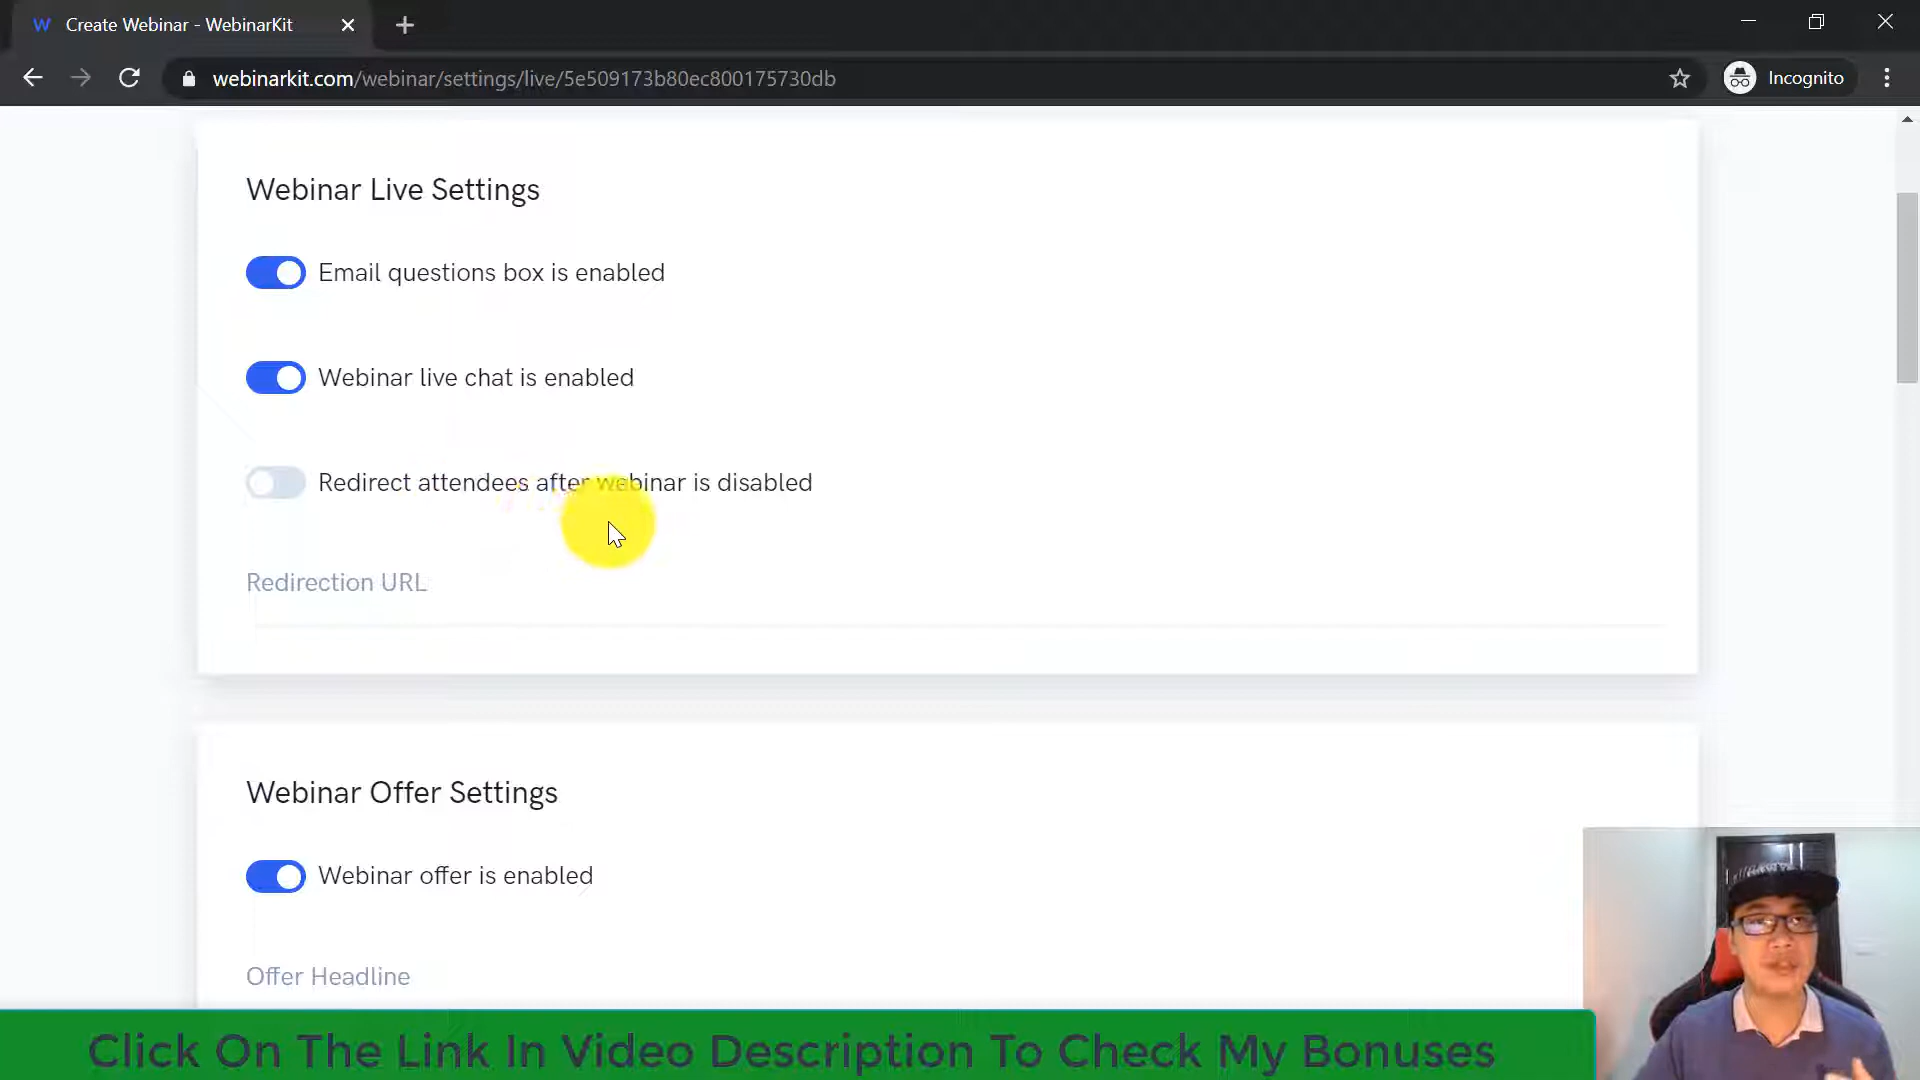 Create Webinar - WebinarKit
webinarkit.com/webinar/settings/live/5e509173b80ec800175730db
Incognito
Webinar Live Settings
Email questions box is enabled
Webinar live chat is enabled
Redirect attendees after webinar is disabled
Redirection URL
Webinar Offer Settings
Webinar offer is enabled
Offer Headline
Click On The Link In Video Description To Check My Bonuses